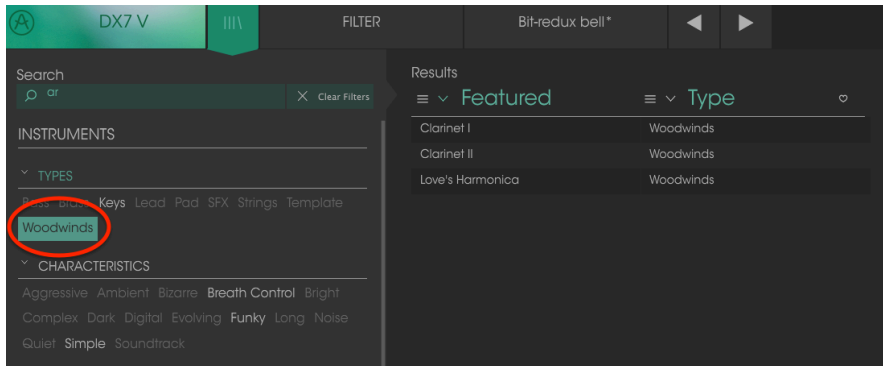 DX7 V
FILTER
Bit-redux bell*
Search
ar
Clear Filters
INSTRUMENTS
TYPES
Bass Brass Keys Lead Pad SFX Strings Template
Woodwinds
CHARACTERISTICS
Aggressive Ambient Bizarre Breath Control Bright
Complex Dark Digital Evolving Funky Long Noise
Quiet Simple Soundtrack
Results
Featured Type
Clarinet I Woodwinds
Clarinet II Woodwinds
Love's Harmonica Woodwinds